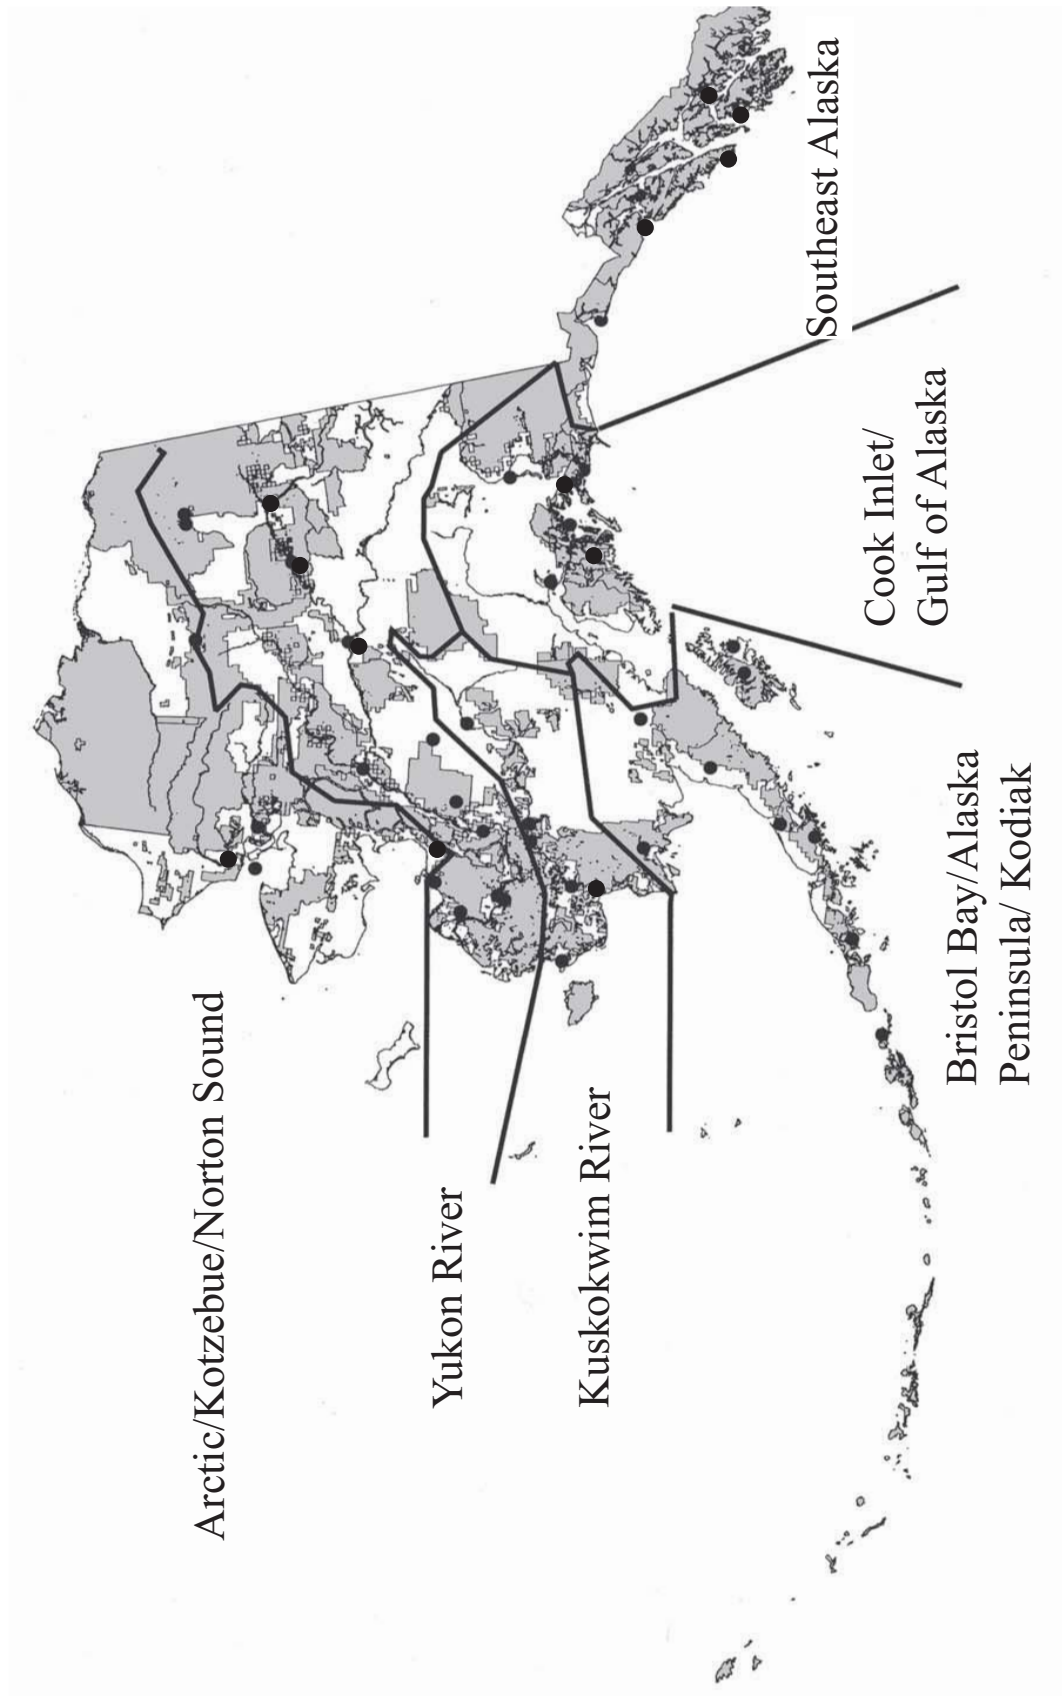 Arctic/Kotzebue/Norton Sound
Yukon River
Kuskokwim River
Bristol Bay/Alaska
Peninsula/ Kodiak
Cook Inlet/
Gulf of Alaska
Southeast Alaska